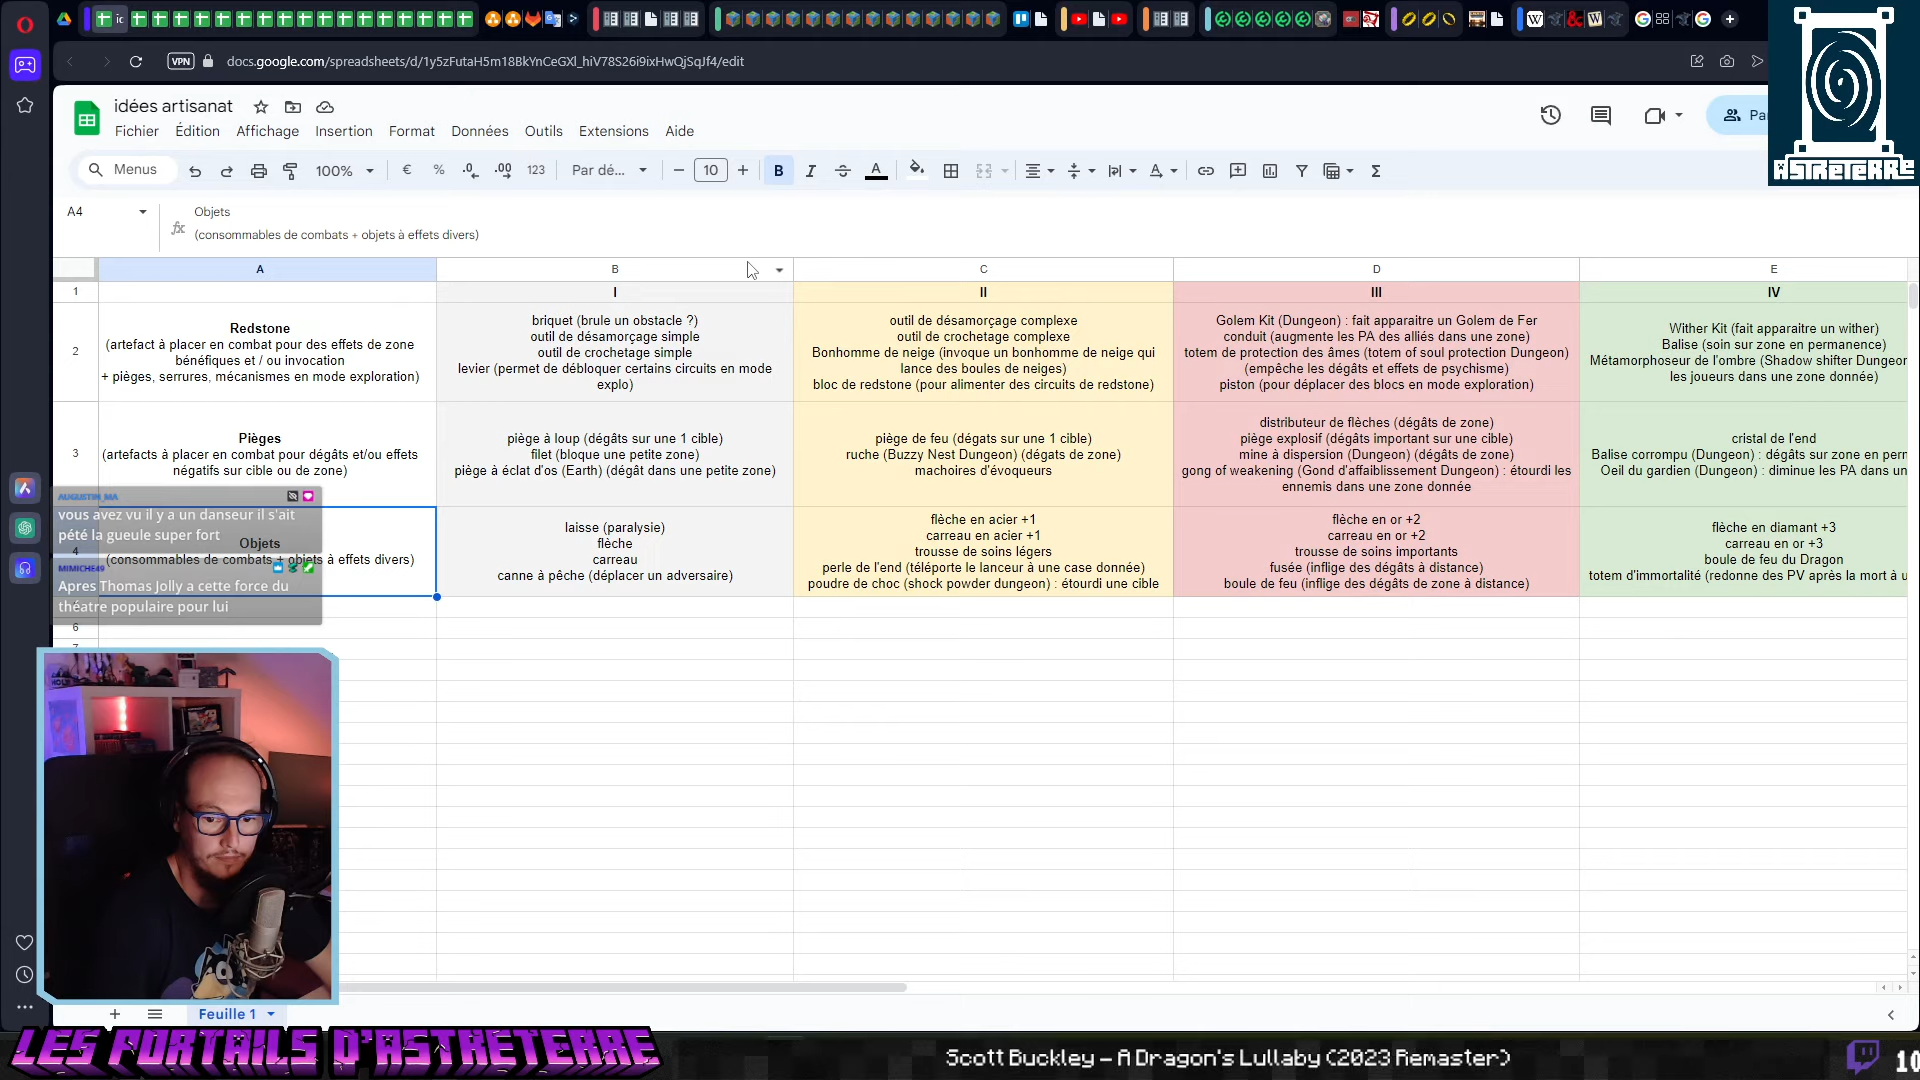 VPN
docs.google.com/spreadsheets/d/1y5zFutaH5m18BkYnCeGXl_hiV78S26i9ixHwQjSqJf4/edit
ASTRETERRE
idées artisanat
Fichier Édition Affichage Insertion Format Données Outils Extensions Aide
Menus 100% € % .0 .00 123 Par dé... 10 B
A4
Objets
(consommables de combats + objets à effets divers)
A B C D E
1 I II III IV
2
Redstone
(artefact à placer en combat pour des effets de zone
bénéfiques et / ou invocation
+ pièges, serrures, mécanismes en mode exploration)
briquet (brule un obstacle ?)
outil de désamorçage simple
outil de crochetage simple
levier (permet de débloquer certains circuits en mode
explo)
outil de désamorçage complexe
outil de crochetage complexe
Bonhomme de neige (invoque un bonhomme de neige qui
lance des boules de neiges)
bloc de redstone (pour alimenter des circuits de redstone)
Golem Kit (Dungeon) : fait apparaitre un Golem de Fer
conduit (augmente les PA des alliés dans une zone)
totem de protection des âmes (totem of soul protection Dungeon)
(empêche les dégâts et effets de psychisme)
piston (pour déplacer des blocs en mode exploration)
Wither Kit (fait apparaitre un wither)
Balise (soin sur zone en permanence)
Métamorphoseur de l'ombre (Shadow shifter Dungeon
les joueurs dans une zone donnée)
3
Pièges
(artefacts à placer en combat pour dégâts et/ou effets
négatifs sur cible ou de zone)
piège à loup (dégâts sur une 1 cible)
filet (bloque une petite zone)
piège à éclat d'os (Earth) (dégât dans une petite zone)
piège de feu (dégats sur une 1 cible)
ruche (Buzzy Nest Dungeon) (dégats de zone)
machoires d'évoqueurs
distributeur de flèches (dégâts de zone)
piège explosif (dégâts important sur une cible)
mine à dispersion (Dungeon) (dégâts de zone)
gong of weakening (Gond d'affaiblissement Dungeon) : étourdi les
ennemis dans une zone donnée
cristal de l'end
Balise corrompu (Dungeon) : dégâts sur zone en perm
Oeil du gardien (Dungeon) : diminue les PA dans un
4
Objets
(consommables de combats + objets à effets divers)
laisse (paralysie)
flèche
carreau
canne à pêche (déplacer un adversaire)
flèche en acier +1
carreau en acier +1
trousse de soins légers
perle de l'end (téléporte le lanceur à une case donnée)
poudre de choc (shock powder dungeon) : étourdi une cible
flèche en or +2
carreau en or +2
trousse de soins importants
fusée (inflige des dégâts à distance)
boule de feu (inflige des dégâts de zone à distance)
flèche en diamant +3
carreau en or +3
boule de feu du Dragon
totem d'immortalité (redonne des PV après la mort à u
6
AUGUSTIN_MA
vous avez vu il y a un danseur il s'ait
pété la gueule super fort
MIMICHE49
Apres Thomas Jolly a cette force du
théatre populaire pour lui
Feuille 1
LES PORTAILS D'ASTRETERRE
Scott Buckley – A Dragon's Lullaby (2023 Remaster)